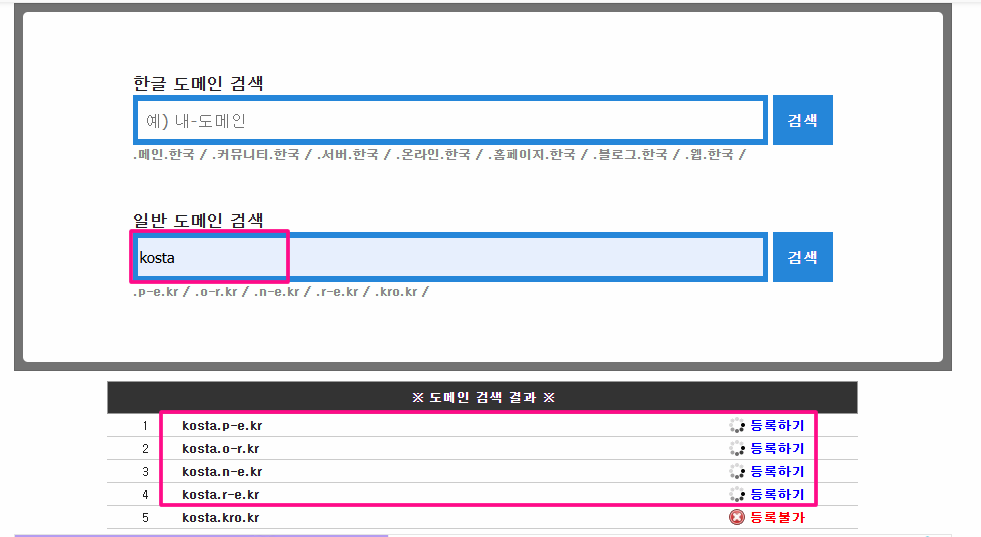 한글 도메인 검색
예) 내-도메인
검색
.메인.한국 / .커뮤니티.한국 / .서버.한국 / .온라인.한국 / .홈페이지.한국 / .블로그.한국 / .웹.한국 /
일반 도메인 검색
kosta
검색
.p-e.kr / .o-r.kr / .n-e.kr / .r-e.kr / .kro.kr /
※ 도메인 검색 결과 ※
1 kosta.p-e.kr 등록하기
2 kosta.o-r.kr 등록하기
3 kosta.n-e.kr 등록하기
4 kosta.r-e.kr 등록하기
5 kosta.kro.kr 등록불가